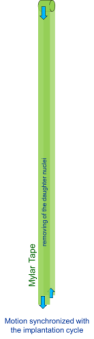 removing of the daughter nuclei
Mylar Tape
Motion synchronized with
the implantation cycle